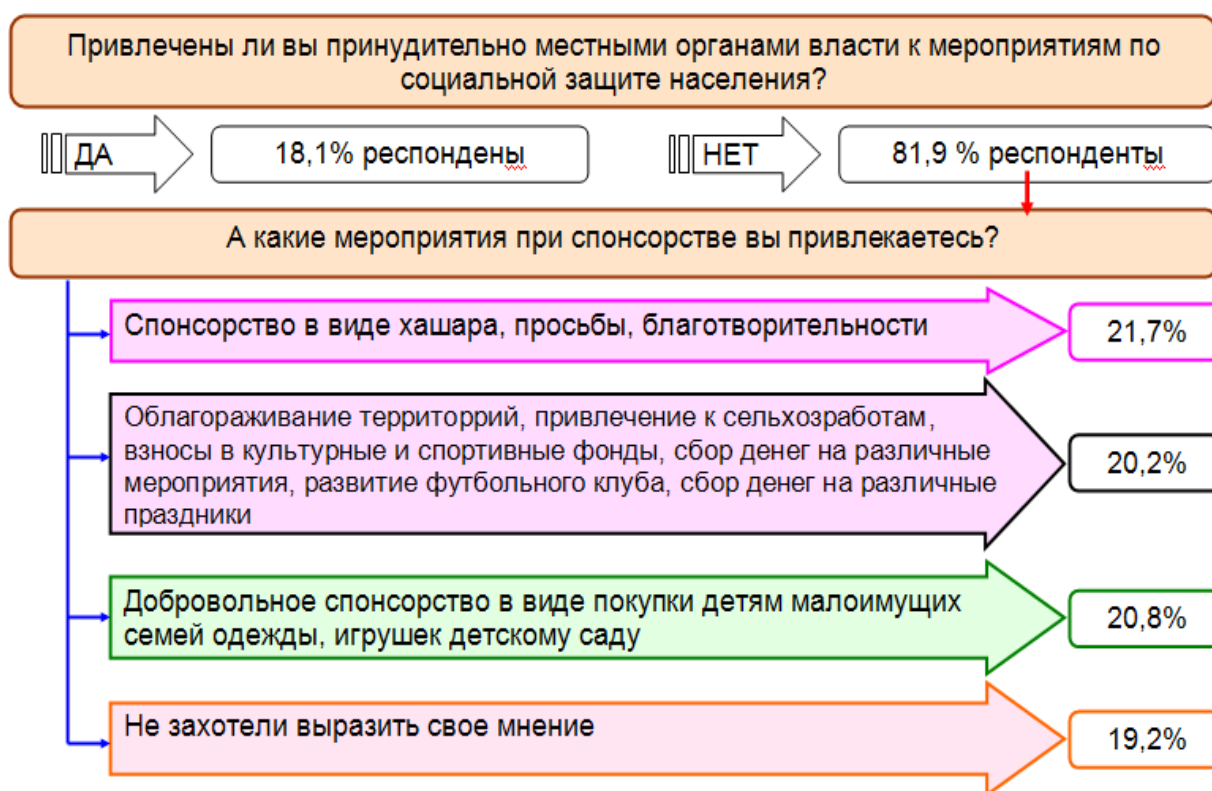 Привлечены ли вы принудительно местными органами власти к мероприятиям по
социальной защите населения?
ДА
18,1% респондены
НЕТ
81,9 % респонденты
А какие мероприятия при спонсорстве вы привлекаетесь?
Спонсорство в виде хашара, просьбы, благотворительности
21,7%
Облагораживание территоррий, привлечение к сельхозработам,
взносы в культурные и спортивные фонды, сбор денег на различные
мероприятия, развитие футбольного клуба, сбор денег на различные
праздники
20,2%
Добровольное спонсорство в виде покупки детям малоимущих
семей одежды, игрушек детскому саду
20,8%
Не захотели выразить свое мнение
19,2%